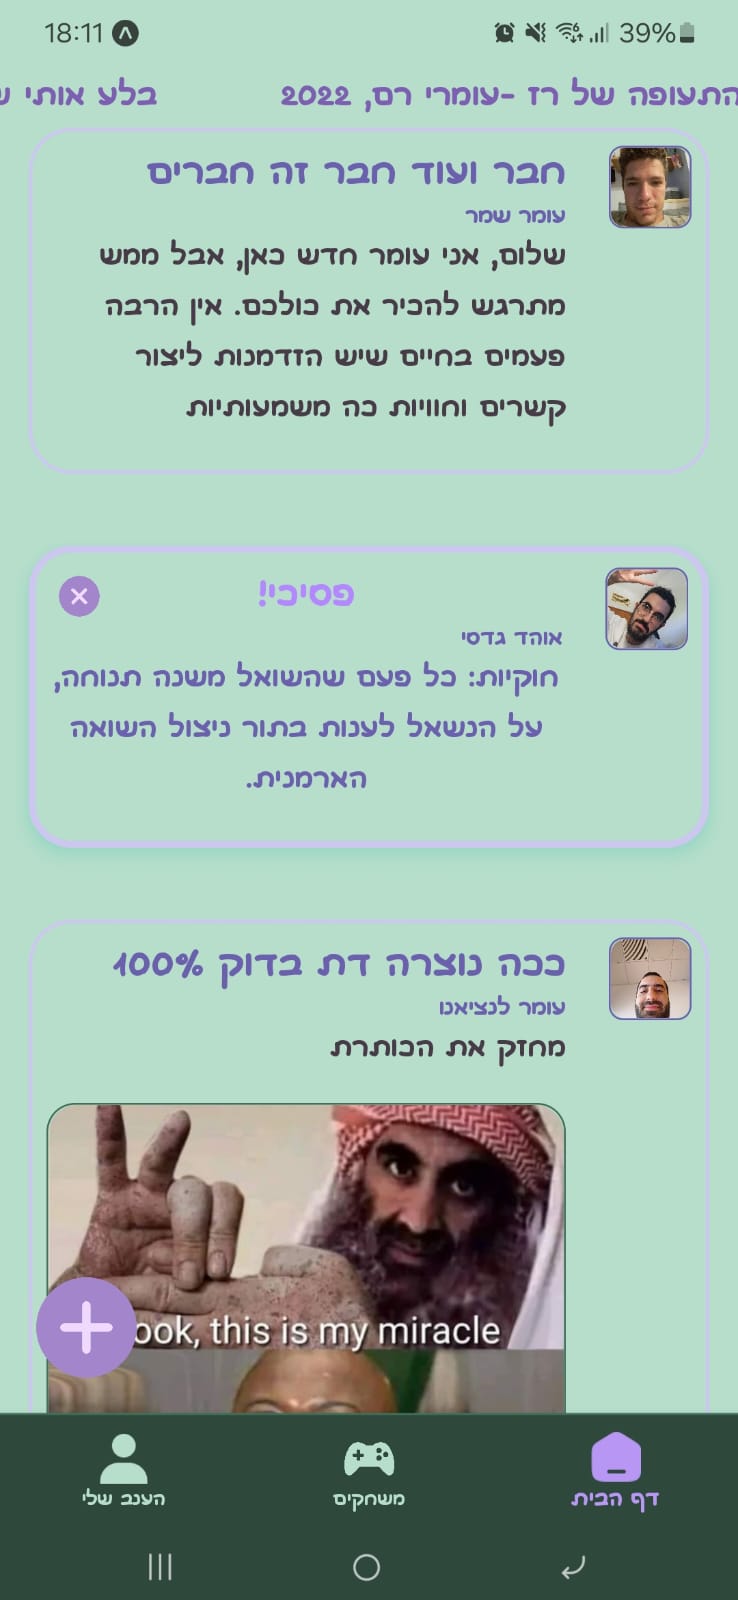 18:11
39%
התעופה של רז -עומרי רם, 2022
בלע אותי
חבר ועוד חבר זה חברים
עומר שמר
שלום, אני עומר חדש כאן, אבל ממש
מתרגש להכיר את כולכם. אין הרבה
פעמים בחיים שיש הזדמנות ליצור
קשרים וחוויות כה משמעותיות
פסיכי!
אוהד גדסי
חוקיות: כל פעם שהשואל משנה תנוחה,
על הנשאל לענות בתור ניצול השואה
הארמנית.
ככה נוצרה דת בדוק 100%
עומר לנציאנו
מחזק את הכותרת
ook, this is my miracle
דף הבית
משחקים
הענב שלי